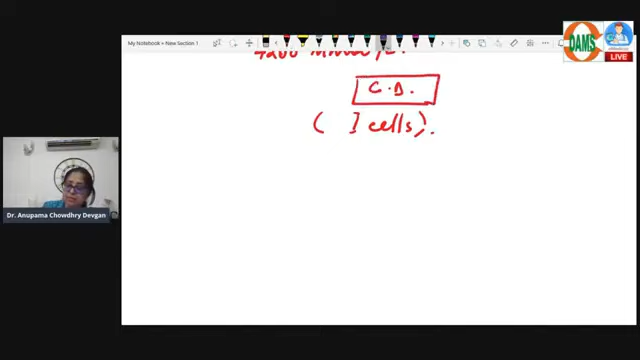 My Notebook > New Section 1
DAMS
LIVE
C.D.
( I cells).
Dr. Anupama Chowdhry Devgan